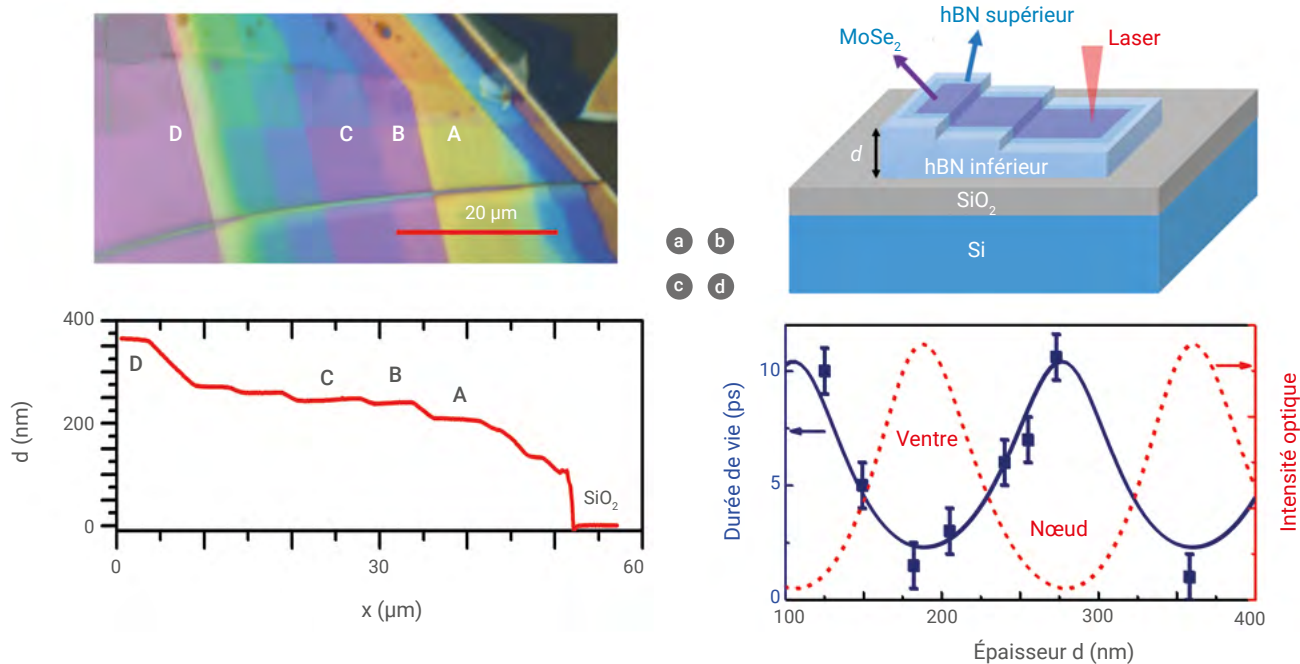 D
C
B
A
20 µm
hBN supérieur
MoSe₂
Laser
d
hBN inférieur
SiO₂
Si
a b
c d
400
200
0
d (nm)
D
C
B
A
SiO₂
0 30 60
x (µm)
10
5
0
Durée de vie (ps)
Ventre
Nœud
Intensité optique
100 200 300 400
Épaisseur d (nm)